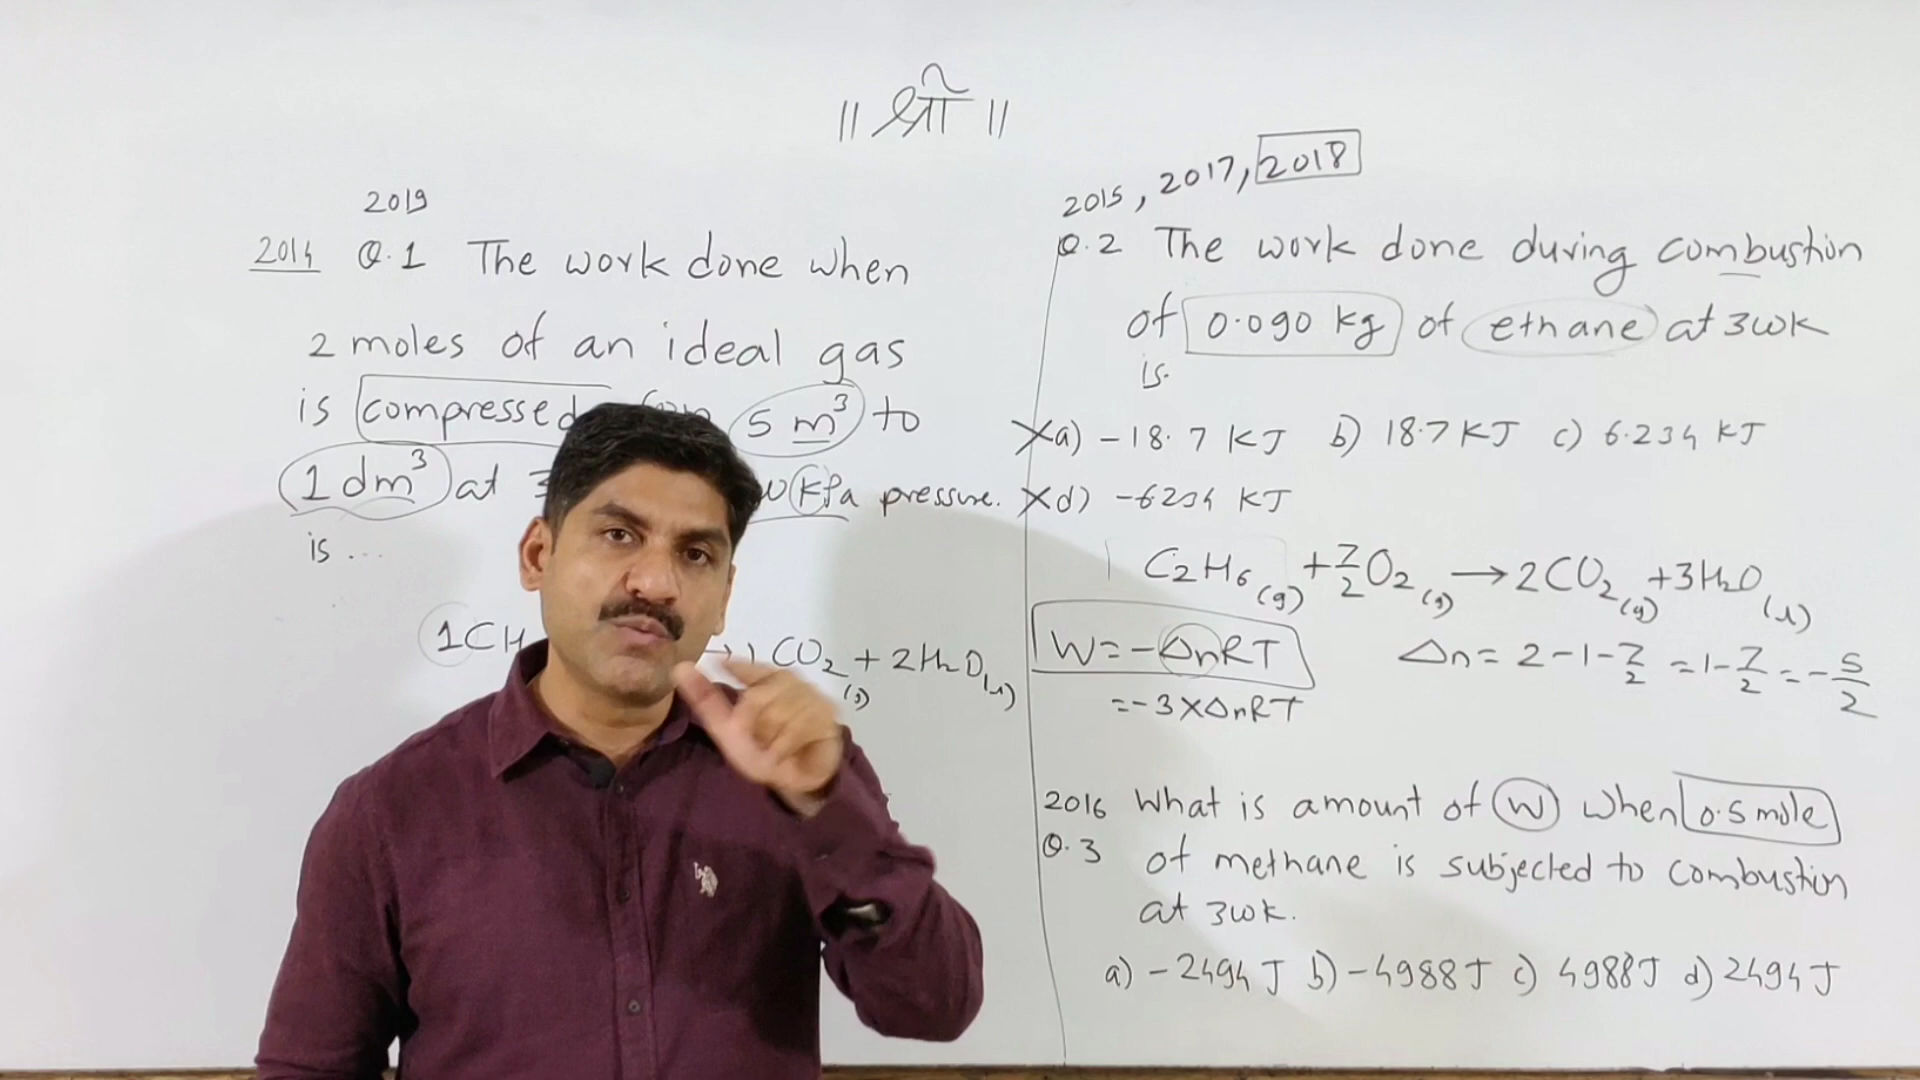 ॥ श्री ॥
2019
2014 Q.1 The work done when
2 moles of an ideal gas
is compressed 5 m³ to
1 dm³ at kPa pressure.
is ...
1CH → 1 CO₂(g) + 2H₂O(l)
2015, 2017, 2018
Q.2 The work done during combustion
of 0.090 kg of ethane at 300K
is.
Xa) -18.7 KJ b) 18.7 KJ c) 6.234 KJ
Xd) -6234 KJ
C₂H₆(g) + 7/2 O₂(g) → 2CO₂(g) + 3H₂O(l)
W = -ΔnRT Δn = 2-1-7/2 = 1-7/2 = -5/2
= -3×ΔnRT
2016 What is amount of W when 0.5 mole
Q.3 of methane is subjected to combustion
at 300K.
a) -2494 J b) -4988 J c) 4988 J d) 2494 J